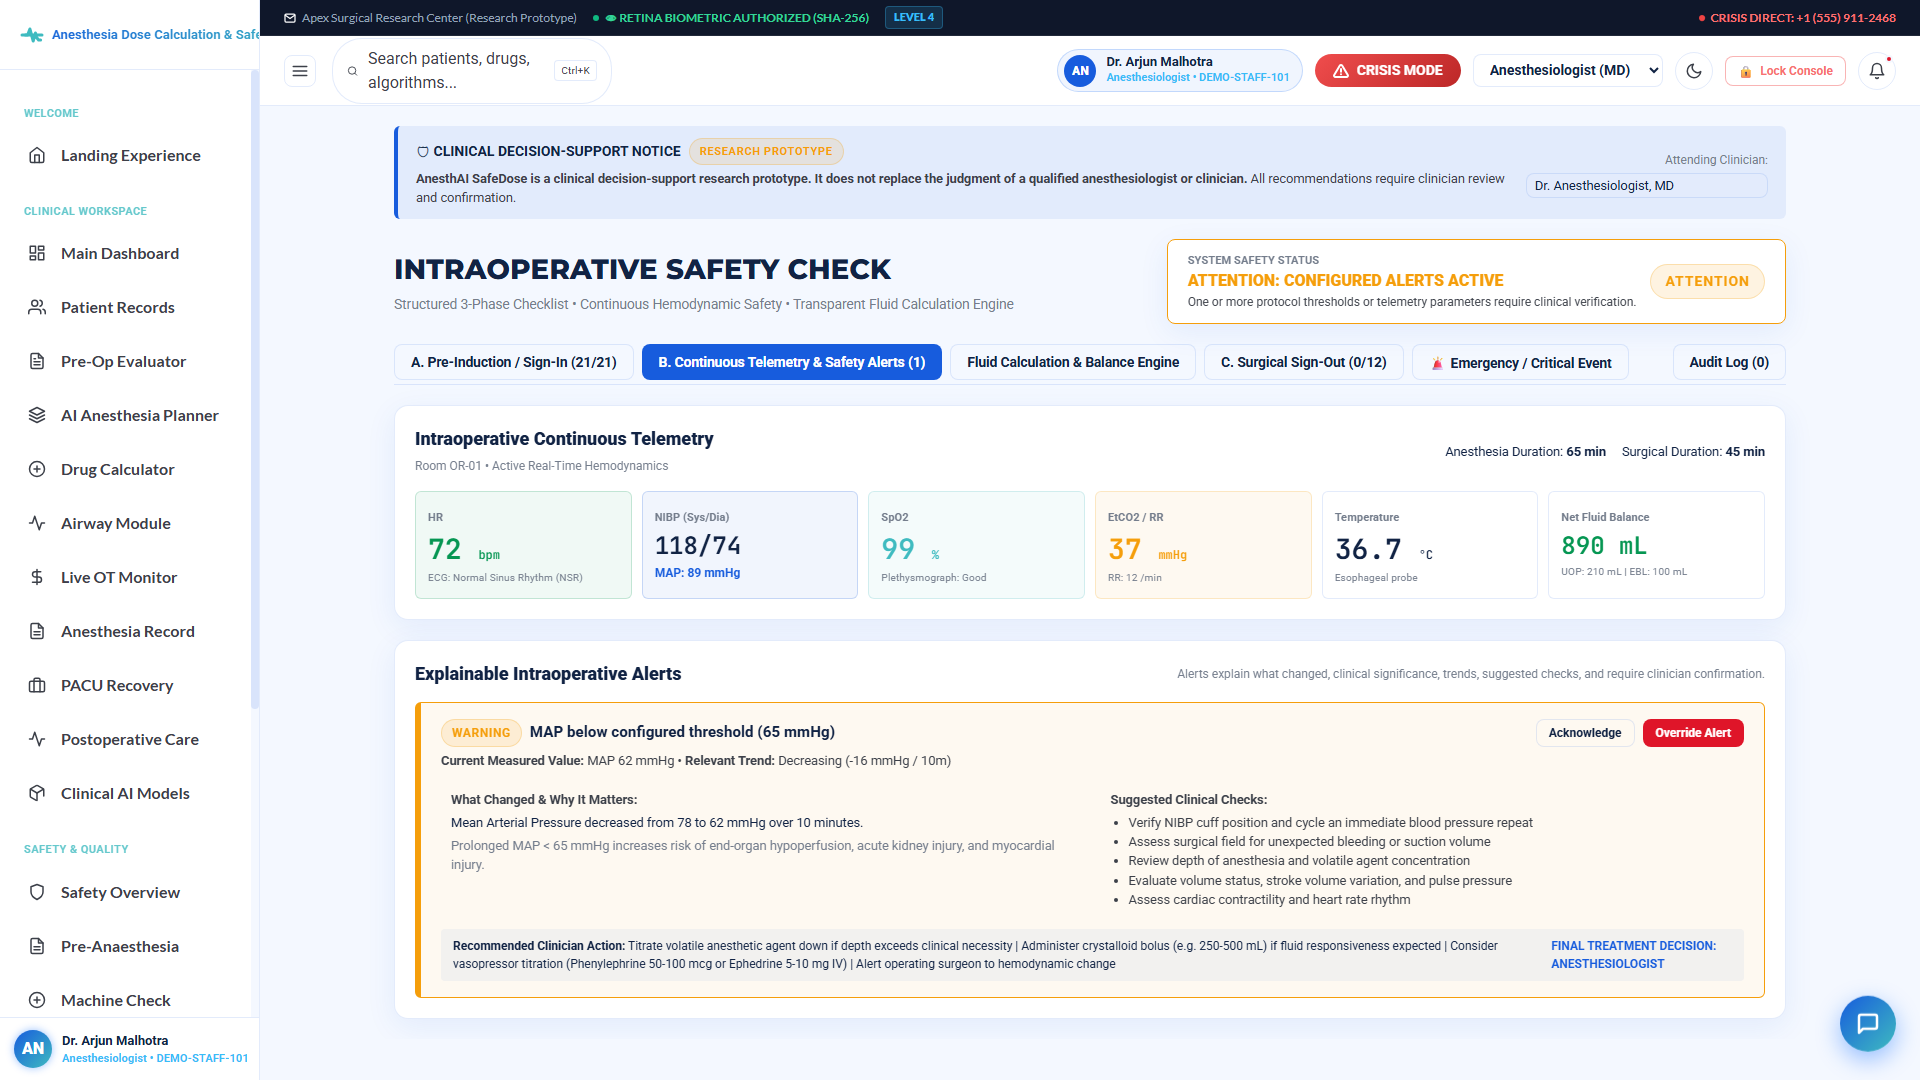 Anesthesia Dose Calculation & Safe
WELCOME
Landing Experience
CLINICAL WORKSPACE
Main Dashboard
Patient Records
Pre-Op Evaluator
AI Anesthesia Planner
Drug Calculator
Airway Module
Live OT Monitor
Anesthesia Record
PACU Recovery
Postoperative Care
Clinical AI Models
SAFETY & QUALITY
Safety Overview
Pre-Anaesthesia
Machine Check
AN
Dr. Arjun Malhotra
Anesthesiologist • DEMO-STAFF-101
Apex Surgical Research Center (Research Prototype)
RETINA BIOMETRIC AUTHORIZED (SHA-256)
LEVEL 4
CRISIS DIRECT: +1 (555) 911-2468
Search patients, drugs,
algorithms...
Ctrl+K
AN
Dr. Arjun Malhotra
Anesthesiologist • DEMO-STAFF-101
CRISIS MODE
Anesthesiologist (MD)
Lock Console
CLINICAL DECISION-SUPPORT NOTICE
RESEARCH PROTOTYPE
AnesthAI SafeDose is a clinical decision-support research prototype. It does not replace the judgment of a qualified anesthesiologist or clinician. All recommendations require clinician review
and confirmation.
Attending Clinician:
Dr. Anesthesiologist, MD
INTRAOPERATIVE SAFETY CHECK
Structured 3-Phase Checklist • Continuous Hemodynamic Safety • Transparent Fluid Calculation Engine
SYSTEM SAFETY STATUS
ATTENTION: CONFIGURED ALERTS ACTIVE
One or more protocol thresholds or telemetry parameters require clinical verification.
ATTENTION
A. Pre-Induction / Sign-In (21/21)
B. Continuous Telemetry & Safety Alerts (1)
Fluid Calculation & Balance Engine
C. Surgical Sign-Out (0/12)
Emergency / Critical Event
Audit Log (0)
Intraoperative Continuous Telemetry
Room OR-01 • Active Real-Time Hemodynamics
Anesthesia Duration: 65 min
Surgical Duration: 45 min
HR
72 bpm
ECG: Normal Sinus Rhythm (NSR)
NIBP (Sys/Dia)
118/74
MAP: 89 mmHg
SpO2
99 %
Plethysmograph: Good
EtCO2 / RR
37 mmHg
RR: 12 /min
Temperature
36.7 °C
Esophageal probe
Net Fluid Balance
890 mL
UOP: 210 mL | EBL: 100 mL
Explainable Intraoperative Alerts
Alerts explain what changed, clinical significance, trends, suggested checks, and require clinician confirmation.
WARNING
MAP below configured threshold (65 mmHg)
Acknowledge
Override Alert
Current Measured Value: MAP 62 mmHg • Relevant Trend: Decreasing (-16 mmHg / 10m)
What Changed & Why It Matters:
Mean Arterial Pressure decreased from 78 to 62 mmHg over 10 minutes.
Prolonged MAP < 65 mmHg increases risk of end-organ hypoperfusion, acute kidney injury, and myocardial
injury.
Suggested Clinical Checks:
• Verify NIBP cuff position and cycle an immediate blood pressure repeat
• Assess surgical field for unexpected bleeding or suction volume
• Review depth of anesthesia and volatile agent concentration
• Evaluate volume status, stroke volume variation, and pulse pressure
• Assess cardiac contractility and heart rate rhythm
Recommended Clinician Action: Titrate volatile anesthetic agent down if depth exceeds clinical necessity | Administer crystalloid bolus (e.g. 250-500 mL) if fluid responsiveness expected | Consider
vasopressor titration (Phenylephrine 50-100 mcg or Ephedrine 5-10 mg IV) | Alert operating surgeon to hemodynamic change
FINAL TREATMENT DECISION:
ANESTHESIOLOGIST